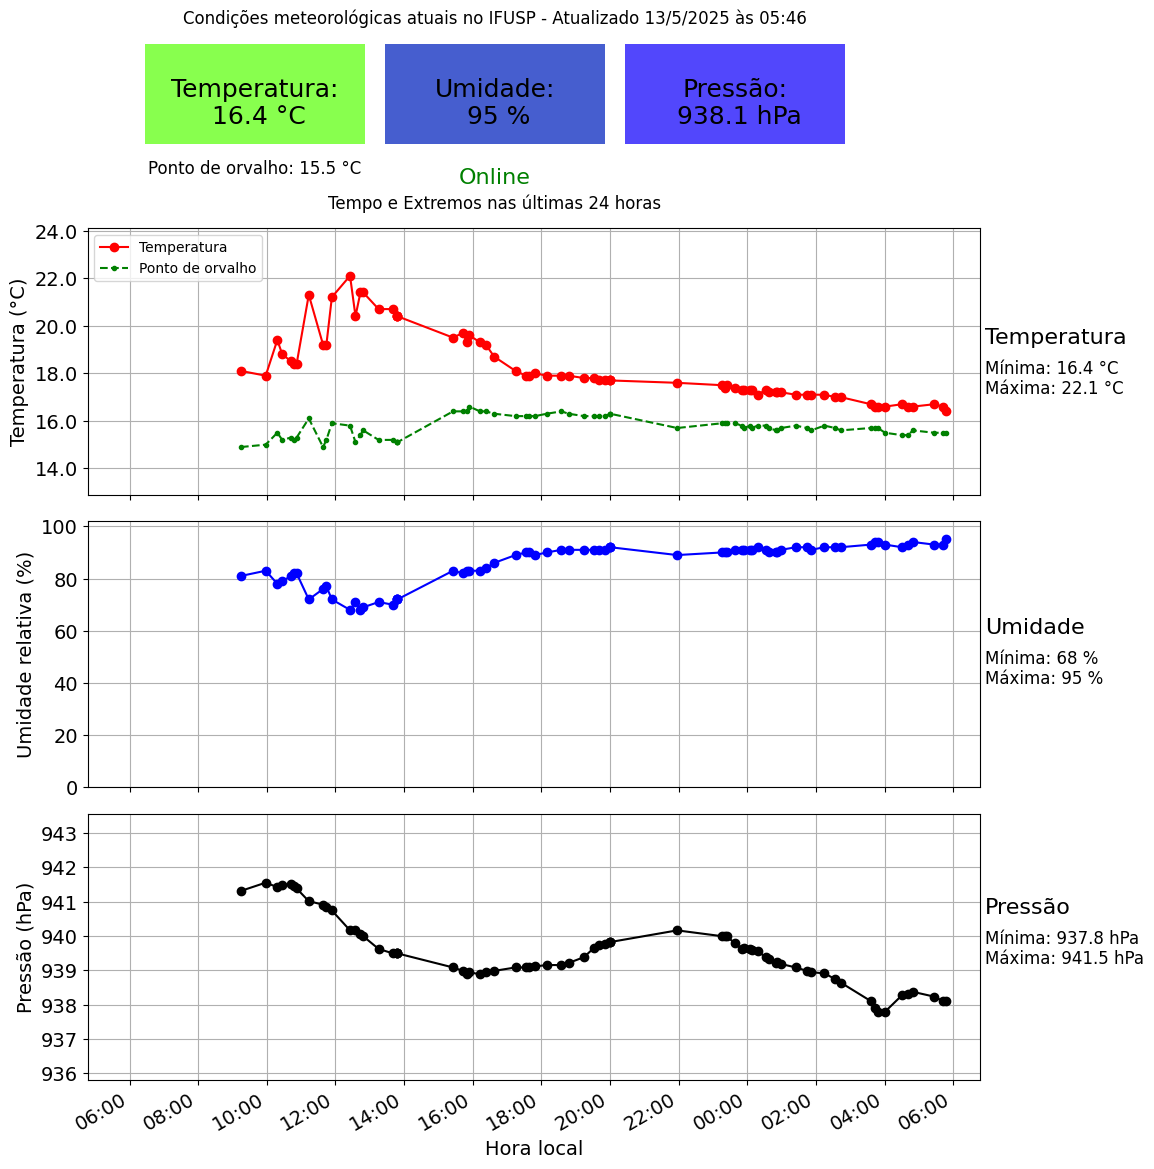 Condições meteorológicas atuais no IFUSP - Atualizado 13/5/2025 às 05:46
Temperatura:
16.4 °C
Umidade:
95 %
Pressão:
938.1 hPa
Ponto de orvalho: 15.5 °C
Online
Tempo e Extremos nas últimas 24 horas
Temperatura (°C)
24.0
22.0
20.0
18.0
16.0
14.0
Temperatura
Ponto de orvalho
Temperatura
Mínima: 16.4 °C
Máxima: 22.1 °C
Umidade relativa (%)
100
80
60
40
20
0
Umidade
Mínima: 68 %
Máxima: 95 %
Pressão (hPa)
943
942
941
940
939
938
937
936
Pressão
Mínima: 937.8 hPa
Máxima: 941.5 hPa
06:00 08:00 10:00 12:00 14:00 16:00 18:00 20:00 22:00 00:00 02:00 04:00 06:00
Hora local